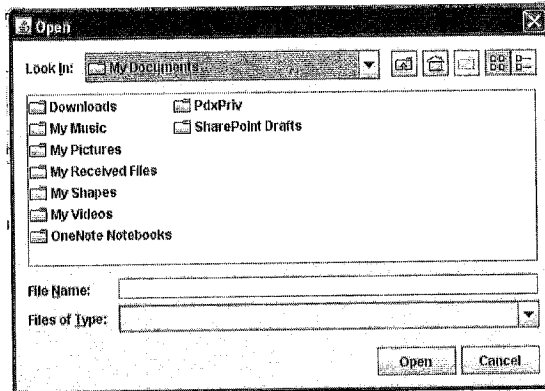 Open
Look In: My Documents
Downloads
My Music
My Pictures
My Received Files
My Shapes
My Videos
OneNote Notebooks
PdxPriv
SharePoint Drafts
File Name:
Files of Type:
Open Cancel